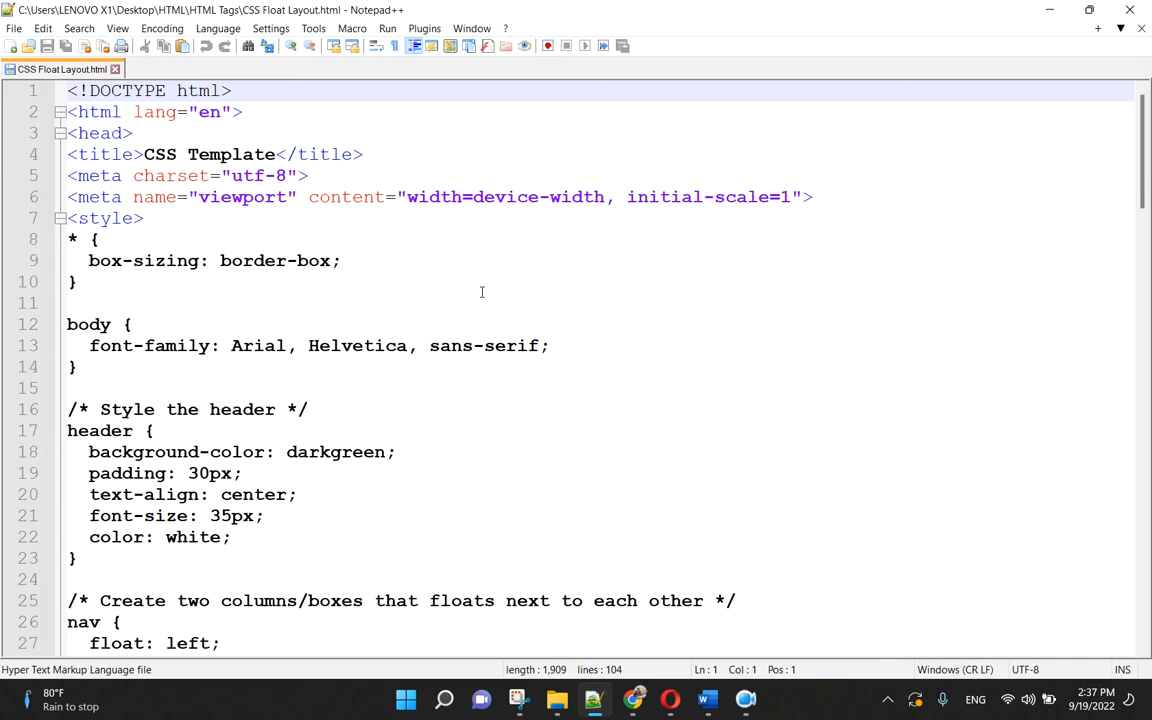 C:\Users\LENOVO X1\Desktop\HTML\HTML Tags\CSS Float Layout.html - Notepad++
File Edit Search View Encoding Language Settings Tools Macro Run Plugins Window ?
CSS Float Layout.html
1 <!DOCTYPE html>
2 <html lang="en">
3 <head>
4 <title>CSS Template</title>
5 <meta charset="utf-8">
6 <meta name="viewport" content="width=device-width, initial-scale=1">
7 <style>
8 * {
9 box-sizing: border-box;
10 }
11
12 body {
13 font-family: Arial, Helvetica, sans-serif;
14 }
15
16 /* Style the header */
17 header {
18 background-color: darkgreen;
19 padding: 30px;
20 text-align: center;
21 font-size: 35px;
22 color: white;
23 }
24
25 /* Create two columns/boxes that floats next to each other */
26 nav {
27 float: left;
Hyper Text Markup Language file length : 1,909 lines : 104 Ln : 1 Col : 1 Pos : 1 Windows (CR LF) UTF-8 INS
80°F
Rain to stop
ENG
2:37 PM
9/19/2022